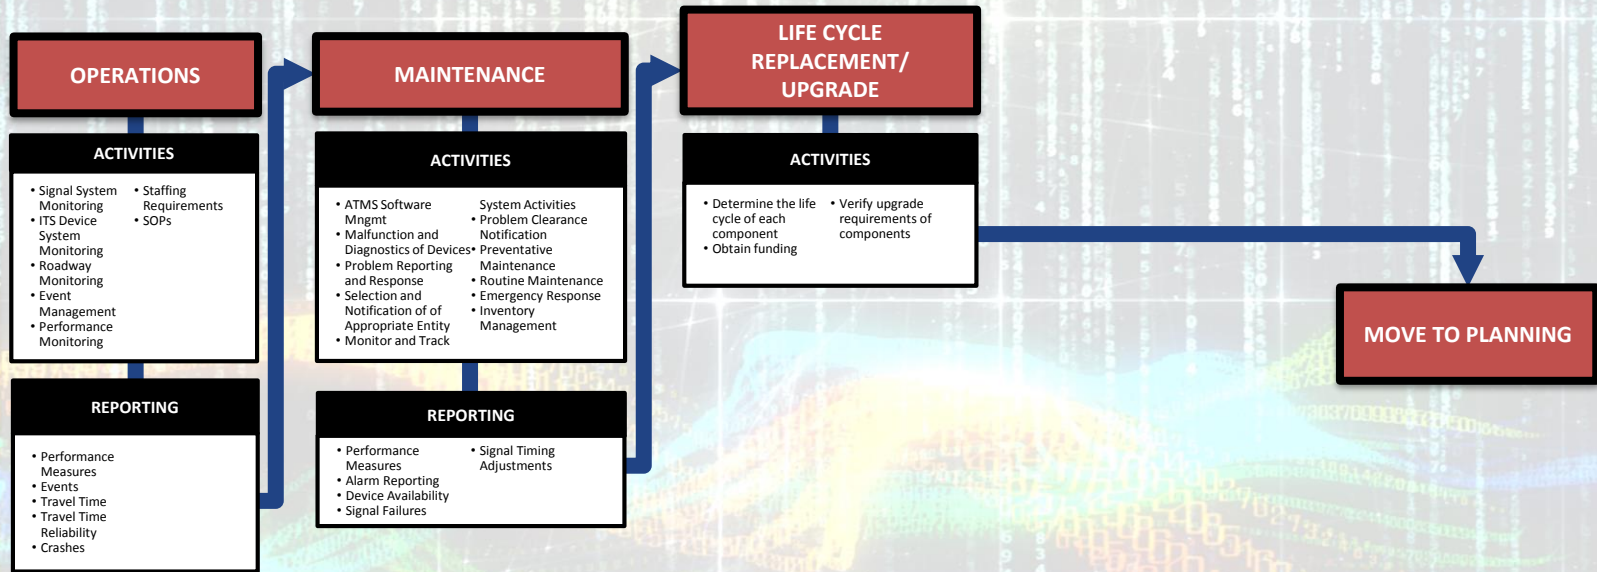 OPERATIONS
ACTIVITIES
• Signal System
Monitoring
• ITS Device
System
Monitoring
• Roadway
Monitoring
• Event
Management
• Performance
Monitoring
• Staffing
Requirements
• SOPs
REPORTING
• Performance
Measures
• Events
• Travel Time
• Travel Time
Reliability
• Crashes
MAINTENANCE
ACTIVITIES
• ATMS Software
Mngmt
• Malfunction and
Diagnostics of Devices
• Problem Reporting
and Response
• Selection and
Notification of of
Appropriate Entity
• Monitor and Track
System Activities
• Problem Clearance
Notification
• Preventative
Maintenance
• Routine Maintenance
• Emergency Response
• Inventory
Management
REPORTING
• Performance
Measures
• Alarm Reporting
• Device Availability
• Signal Failures
• Signal Timing
Adjustments
LIFE CYCLE
REPLACEMENT/
UPGRADE
ACTIVITIES
• Determine the life
cycle of each
component
• Obtain funding
• Verify upgrade
requirements of
components
MOVE TO PLANNING